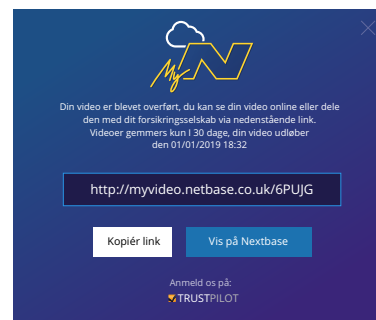 My N
Din video er blevet overført, du kan se din video online eller dele
den med dit forsikringsselskab via nedenstående link.
Videoer gemmers kun I 30 dage, din video udløber
den 01/01/2019 18:32
http://myvideo.netbase.co.uk/6PUJG
Kopiér link
Vis på Nextbase
Anmeld os på:
TRUSTPILOT